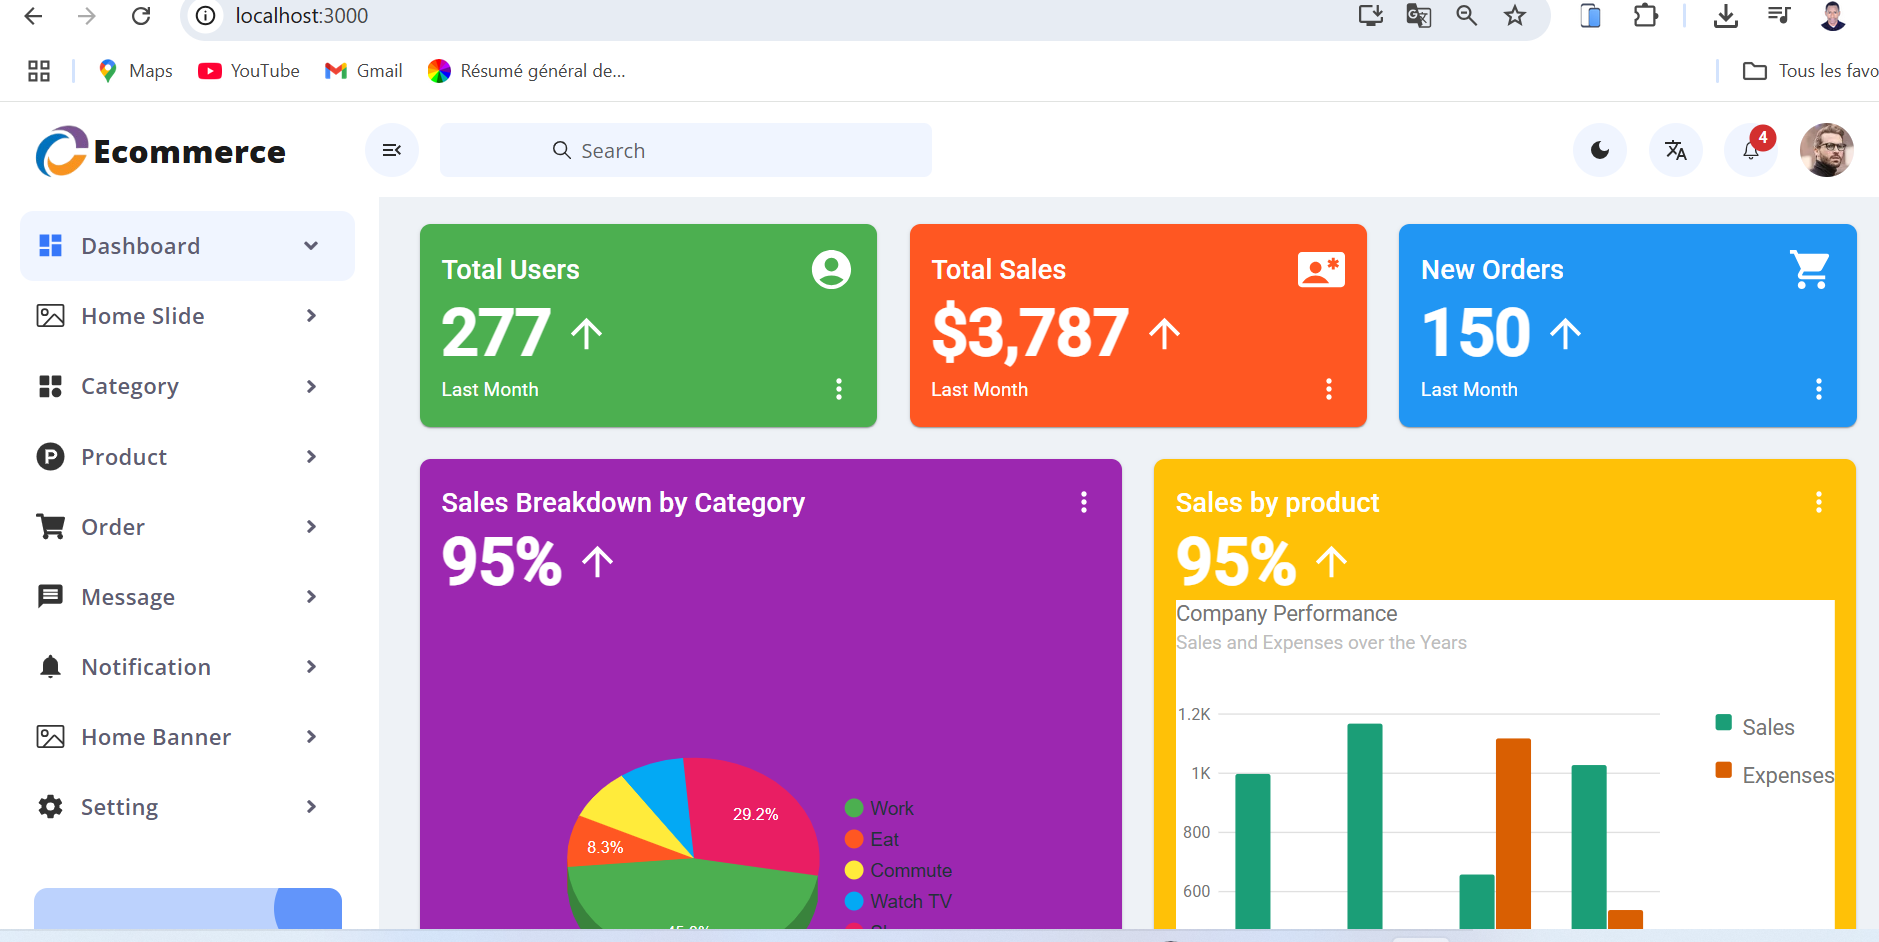 localhost:3000
Maps
YouTube
Gmail
Résumé général de...
Tous les favo
Ecommerce
Search
4
Dashboard
Home Slide
Category
Product
Order
Message
Notification
Home Banner
Setting
Total Users
277
Last Month
Total Sales
$3,787
Last Month
New Orders
150
Last Month
Sales Breakdown by Category
95%
29.2%
8.3%
Work
Eat
Commute
Watch TV
Sales by product
95%
Company Performance
Sales and Expenses over the Years
1.2K
1K
800
600
Sales
Expenses